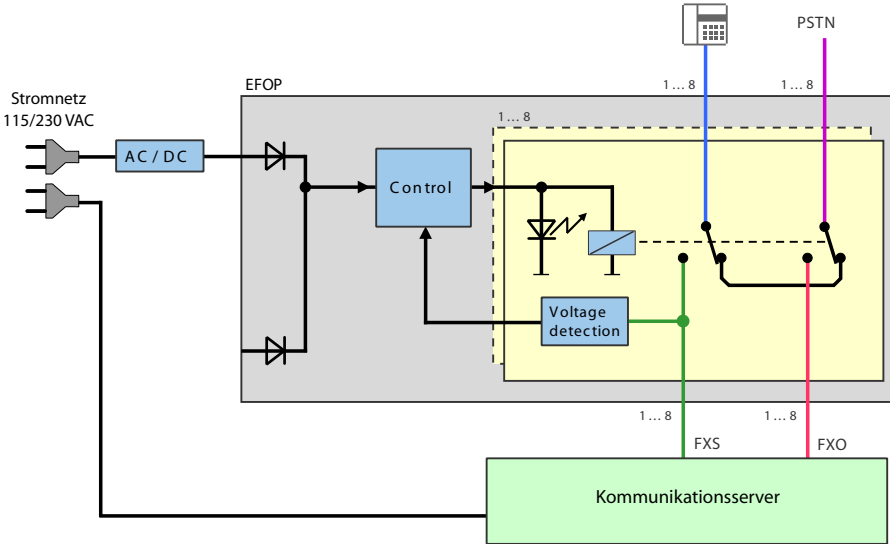 PSTN
EFOP
1 … 8
1 … 8
Stromnetz
115/230 VAC
1 … 8
AC / DC
Control
Voltage
detection
1 … 8
1 … 8
FXS
FXO
Kommunikationsserver